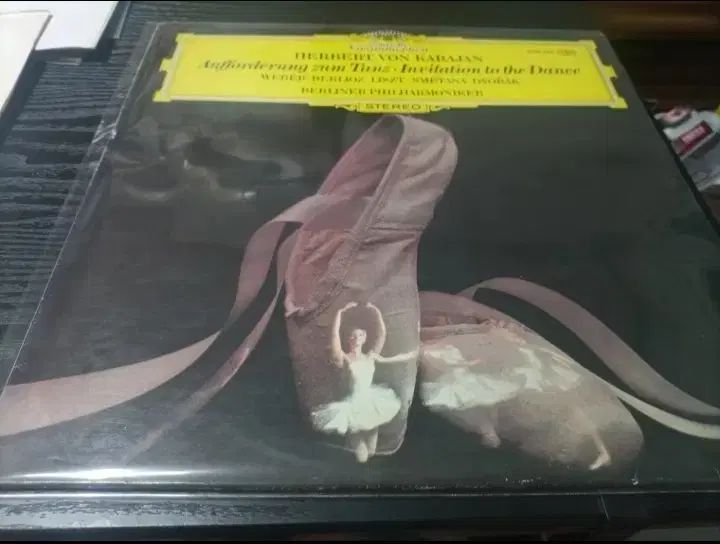 HERBERT VON KARAJAN
Aufforderung zum Tanz · Invitation to the Dance
WEBER BERLIOZ LISZT SMETANA DVOŘÁK
BERLINER PHILHARMONIKER
STEREO